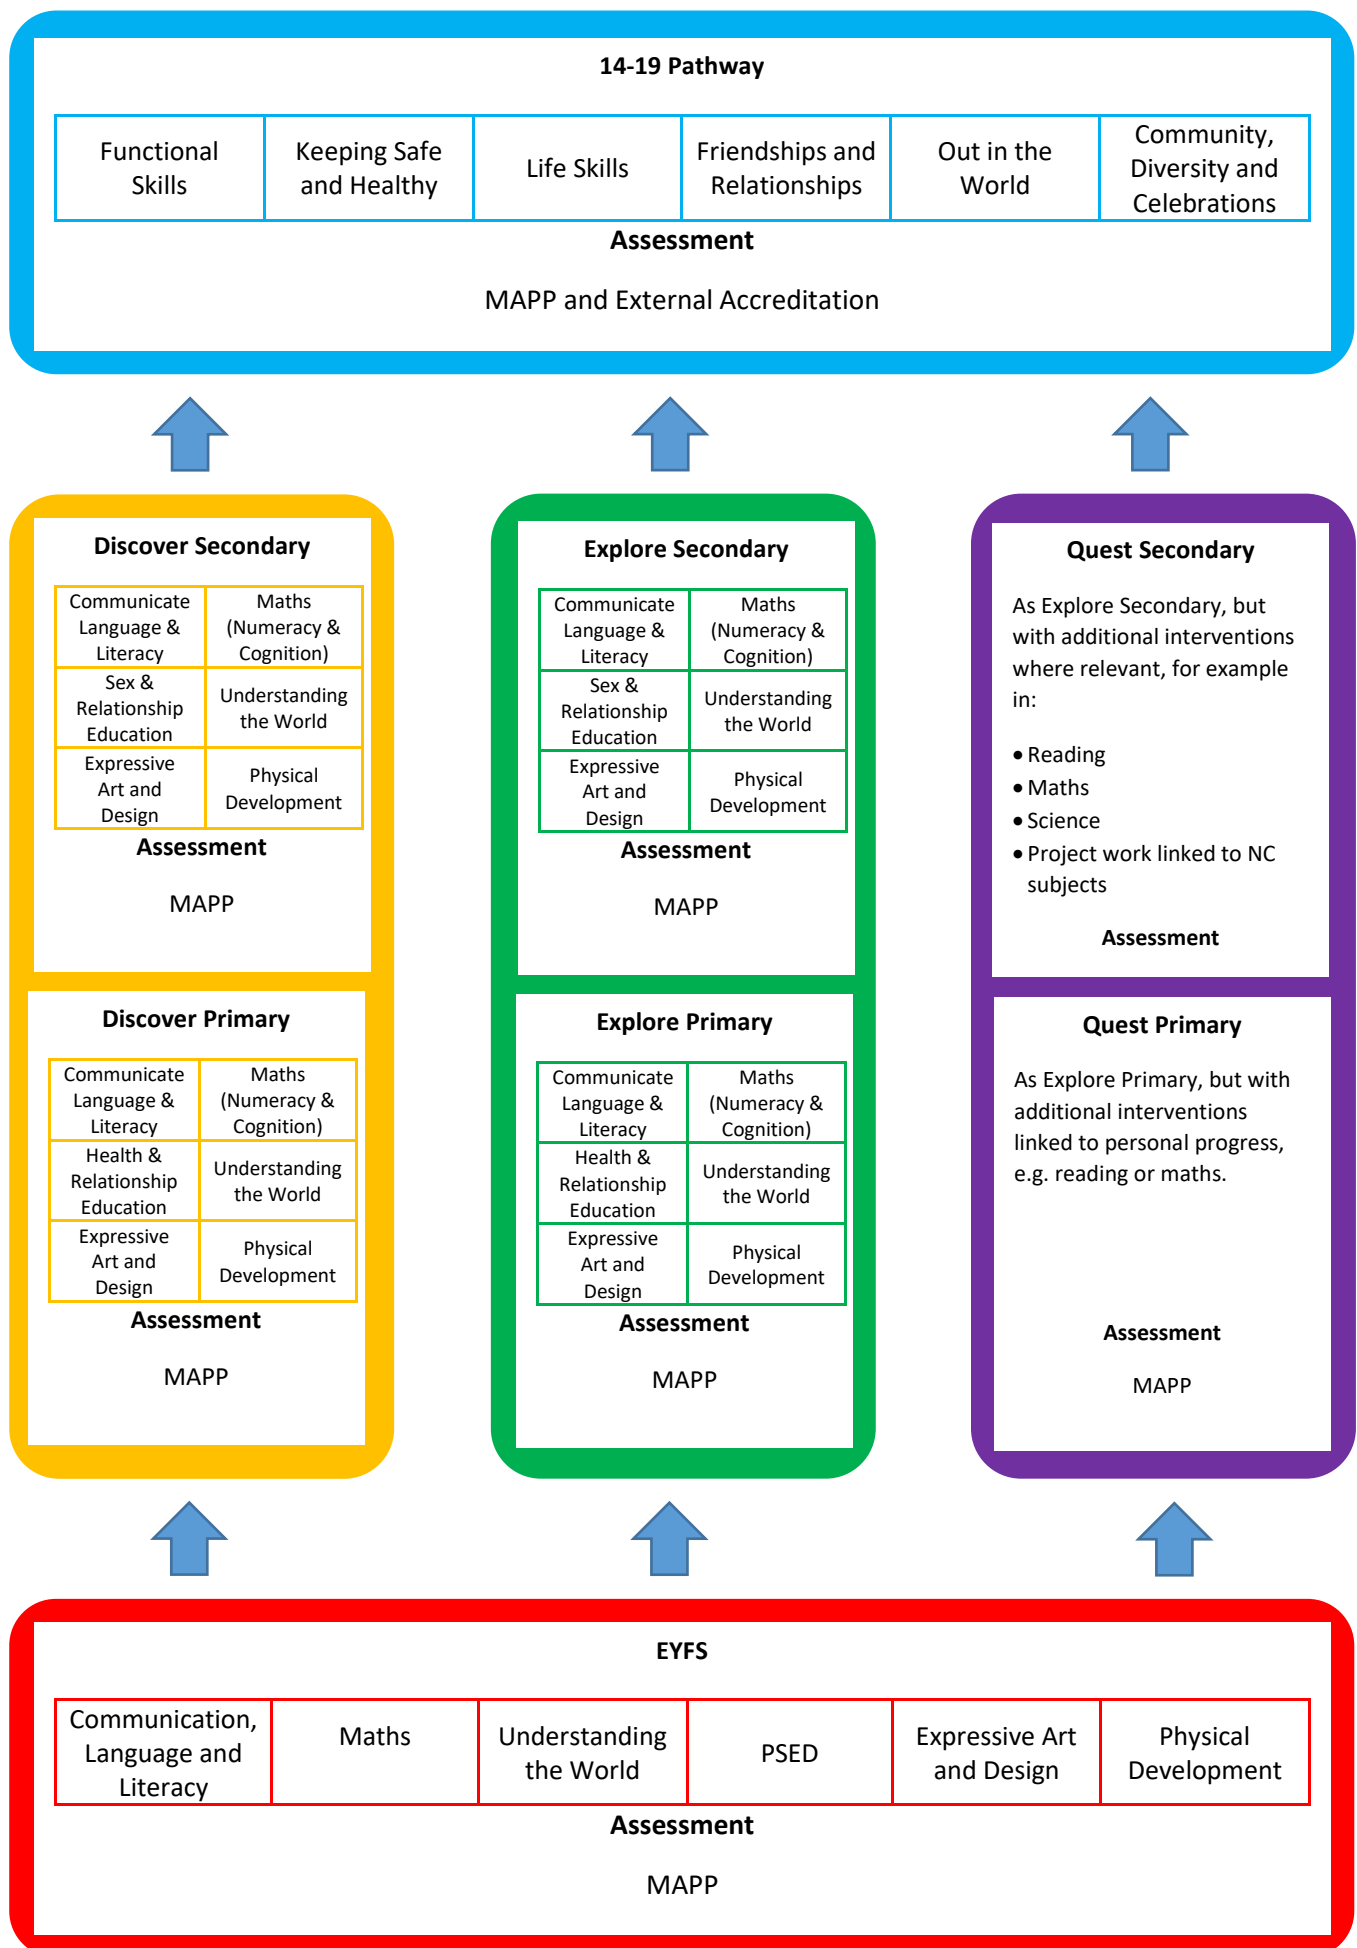 14-19 Pathway
Functional
Skills
Keeping Safe
and Healthy
Life Skills
Friendships and
Relationships
Out in the
World
Community,
Diversity and
Celebrations
Assessment
MAPP and External Accreditation
Discover Secondary
Communicate
Language &
Literacy
Maths
(Numeracy &
Cognition)
Sex &
Relationship
Education
Understanding
the World
Expressive
Art and
Design
Physical
Development
Assessment
MAPP
Discover Primary
Communicate
Language &
Literacy
Maths
(Numeracy &
Cognition)
Health &
Relationship
Education
Understanding
the World
Expressive
Art and
Design
Physical
Development
Assessment
MAPP
Explore Secondary
Communicate
Language &
Literacy
Maths
(Numeracy &
Cognition)
Sex &
Relationship
Education
Understanding
the World
Expressive
Art and
Design
Physical
Development
Assessment
MAPP
Explore Primary
Communicate
Language &
Literacy
Maths
(Numeracy &
Cognition)
Health &
Relationship
Education
Understanding
the World
Expressive
Art and
Design
Physical
Development
Assessment
MAPP
Quest Secondary
As Explore Secondary, but
with additional interventions
where relevant, for example
in:
• Reading
• Maths
• Science
• Project work linked to NC
subjects
Assessment
Quest Primary
As Explore Primary, but with
additional interventions
linked to personal progress,
e.g. reading or maths.
Assessment
MAPP
EYFS
Communication,
Language and
Literacy
Maths
Understanding
the World
PSED
Expressive Art
and Design
Physical
Development
Assessment
MAPP